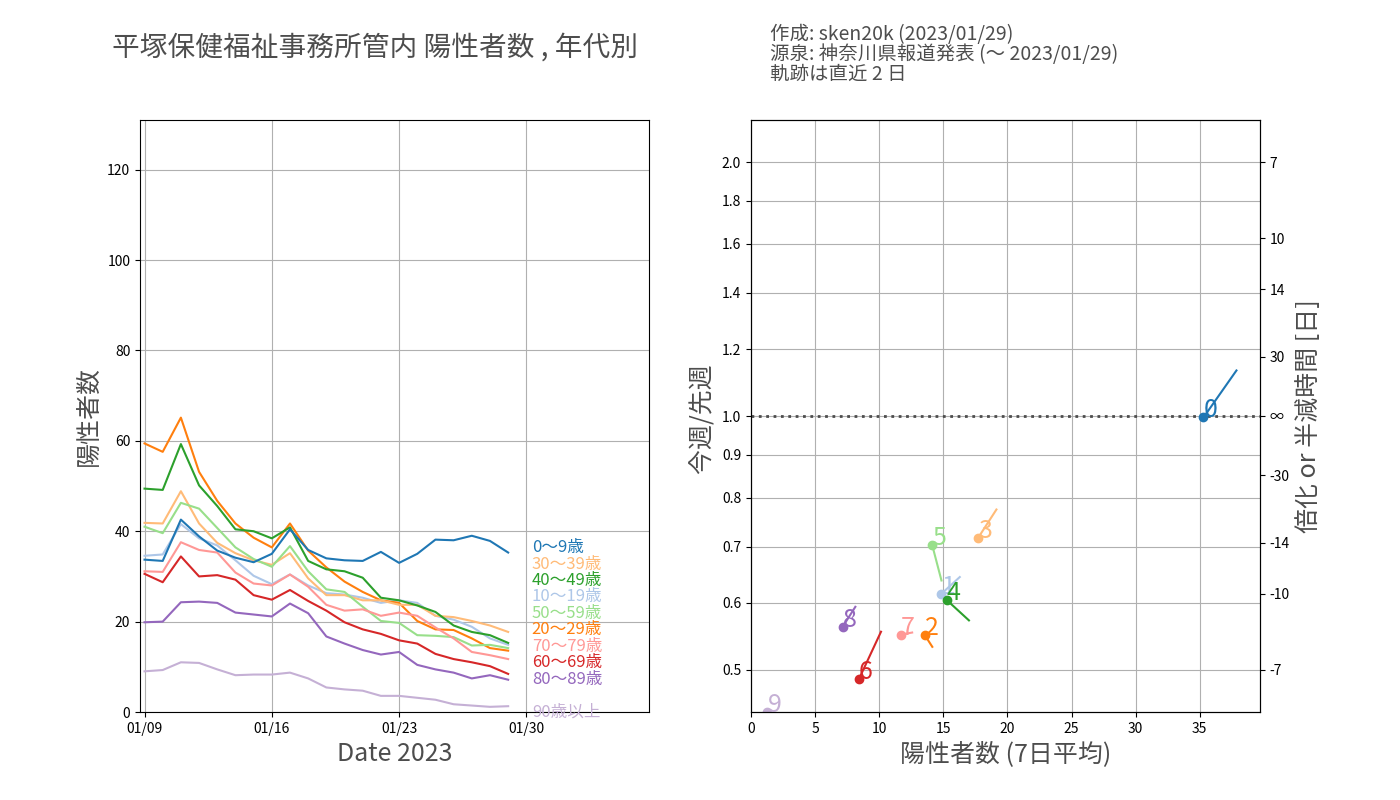 平塚保健福祉事務所管内 陽性者数 , 年代別
作成: sken20k (2023/01/29)
源泉: 神奈川県報道発表 (～ 2023/01/29)
軌跡は直近 2 日
陽性者数
120
100
80
60
40
20
0
01/09
01/16
01/23
01/30
Date 2023
0～9歳
30～39歳
40～49歳
10～19歳
50～59歳
20～29歳
70～79歳
60～69歳
80～89歳
90歳以上
今週/先週
2.0
1.8
1.6
1.4
1.2
1.0
0.9
0.8
0.7
0.6
0.5
0
5
10
15
20
25
30
35
陽性者数 (7日平均)
7
10
14
30
∞
-30
-14
-10
-7
倍化 or 半減時間 [日]
0
3
5
1
4
8
7
2
6
9